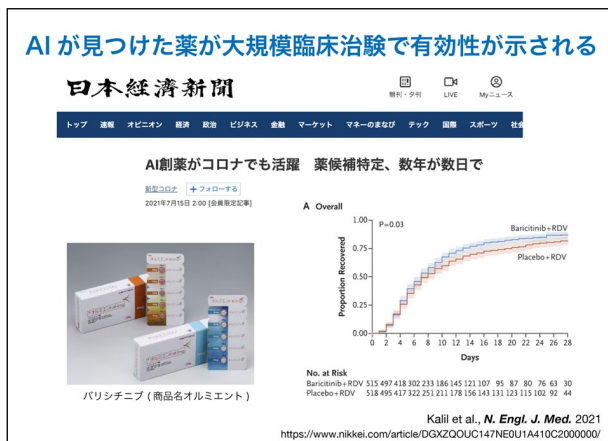 AI が見つけた薬が大規模臨床治験で有効性が示される
日本経済新聞
朝刊・夕刊 LIVE Myニュース
トップ 速報 オピニオン 経済 政治 ビジネス 金融 マーケット マネーのまなび テック 国際 スポーツ 社会
AI創薬がコロナでも活躍 薬候補特定、数年が数日で
新型コロナ +フォローする
2021年7月15日 2:00 [会員限定記事]
A Overall
P=0.03
Baricitinib+RDV
Placebo+RDV
Proportion Recovered
1.00
0.75
0.50
0.25
0.00
0 2 4 6 8 10 12 14 16 18 20 22 24 26 28
Days
No. at Risk
Baricitinib+RDV 515 497 418 302 233 186 145 121 107 95 87 80 76 63 30
Placebo+RDV 518 495 417 322 251 211 178 156 143 131 123 115 102 92 44
バリシチニブ (商品名オルミエント)
Kalil et al., N. Engl. J. Med. 2021
https://www.nikkei.com/article/DGXZQOUC147NE0U1A410C2000000/